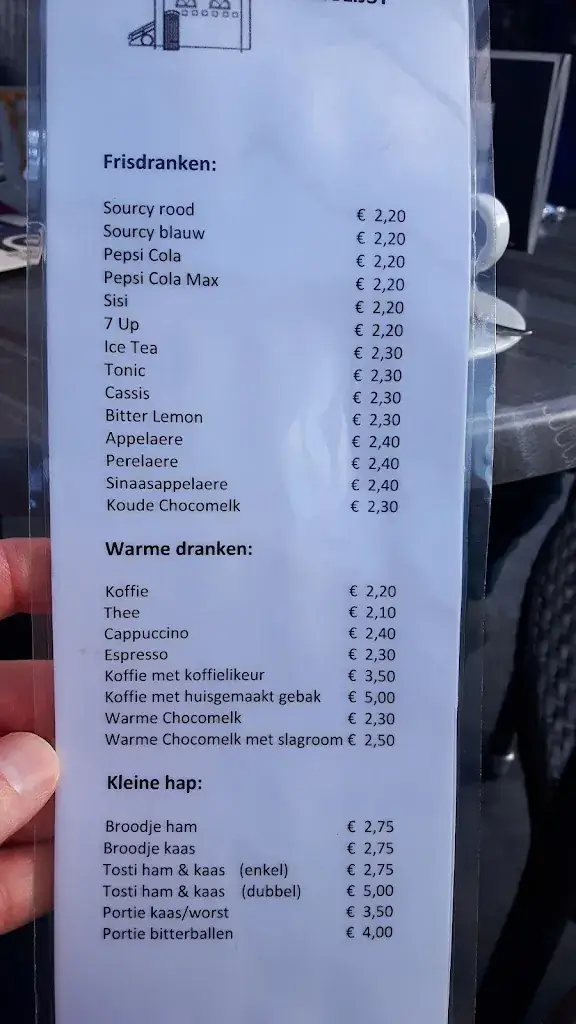 Frisdranken:
Sourcy rood € 2,20
Sourcy blauw € 2,20
Pepsi Cola € 2,20
Pepsi Cola Max € 2,20
Sisi € 2,20
7 Up € 2,20
Ice Tea € 2,30
Tonic € 2,30
Cassis € 2,30
Bitter Lemon € 2,30
Appelaere € 2,40
Perelaere € 2,40
Sinaasappelaere € 2,40
Koude Chocomelk € 2,30
Warme dranken:
Koffie € 2,20
Thee € 2,10
Cappuccino € 2,40
Espresso € 2,30
Koffie met koffielikeur € 3,50
Koffie met huisgemaakt gebak € 5,00
Warme Chocomelk € 2,30
Warme Chocomelk met slagroom € 2,50
Kleine hap:
Broodje ham € 2,75
Broodje kaas € 2,75
Tosti ham & kaas (enkel) € 2,75
Tosti ham & kaas (dubbel) € 5,00
Portie kaas/worst € 3,50
Portie bitterballen € 4,00